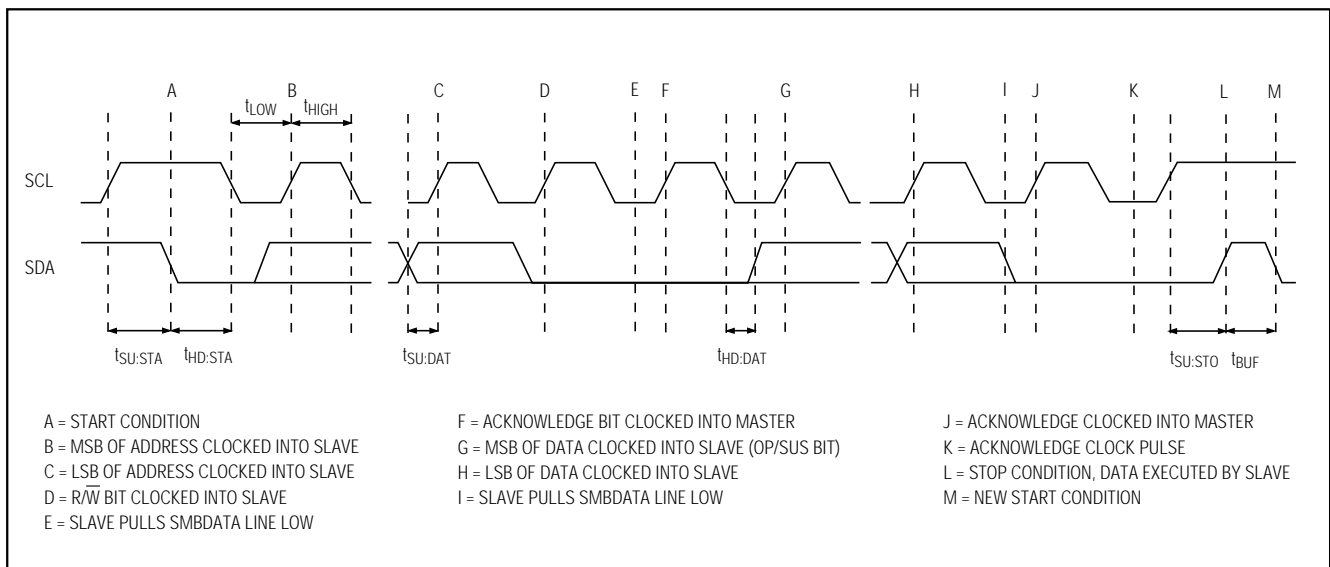 A B C D E F G H I J K L M
tLOW tHIGH
SCL
SDA
tSU:STA tHD:STA tSU:DAT tHD:DAT tSU:STO tBUF
A = START CONDITION
B = MSB OF ADDRESS CLOCKED INTO SLAVE
C = LSB OF ADDRESS CLOCKED INTO SLAVE
D = R/W̅ BIT CLOCKED INTO SLAVE
E = SLAVE PULLS SMBDATA LINE LOW
F = ACKNOWLEDGE BIT CLOCKED INTO MASTER
G = MSB OF DATA CLOCKED INTO SLAVE (OP/SUS BIT)
H = LSB OF DATA CLOCKED INTO SLAVE
I = SLAVE PULLS SMBDATA LINE LOW
J = ACKNOWLEDGE CLOCKED INTO MASTER
K = ACKNOWLEDGE CLOCK PULSE
L = STOP CONDITION, DATA EXECUTED BY SLAVE
M = NEW START CONDITION